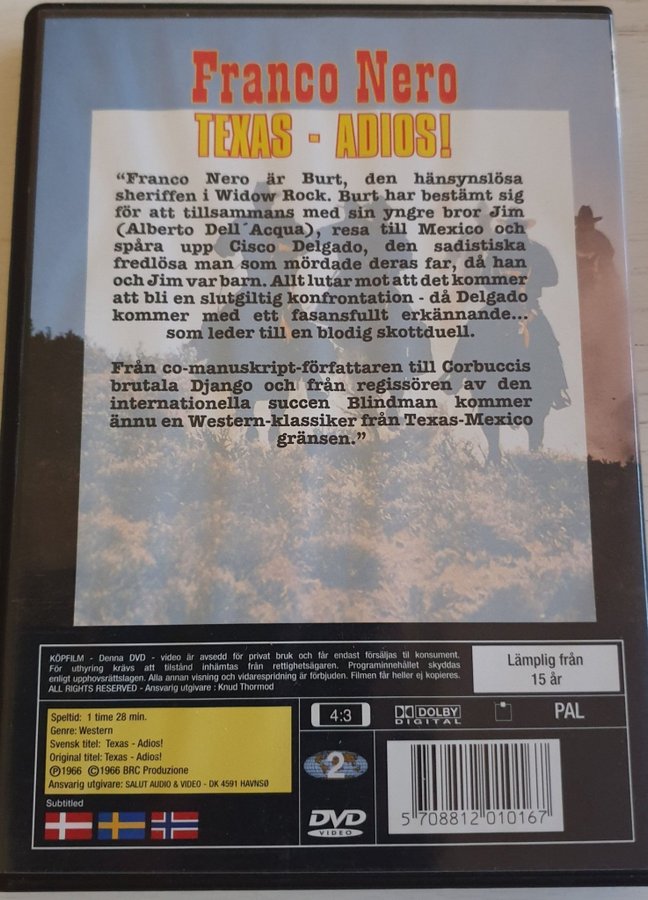 Franco Nero
TEXAS - ADIOS!
“Franco Nero är Burt, den hänsynslösa
sheriffen i Widow Rock. Burt har bestämt sig
för att tillsammans med sin yngre bror Jim
(Alberto Dell´Acqua), resa till Mexico och
spåra upp Cisco Delgado, den sadistiska
fredlösa man som mördade deras far, då han
och Jim var barn. Allt lutar mot att det kommer
att bli en slutgiltig konfrontation - då Delgado
kommer med ett fasansfullt erkännande...
som leder till en blodig skottduell.
Från co-manuskript-författaren till Corbuccis
brutala Django och från regissören av den
internationella succen Blindman kommer
ännu en Western-klassiker från Texas-Mexico
gränsen.”
KÖPFILM - Denna DVD - video är avsedd för privat bruk och får endast försäljas til konsument.
För uthyring krävs att tilstånd inhämtas från rettighetsägaren. Programinnehållet skyddas
enligt upphovsrättslagen. Alla annan visning och vidarespridning är förbjuden. Filmen får heller ej kopieres.
ALL RIGHTS RESERVED - Ansvarig utgivare : Knud Thormod
Lämplig från
15 år
Speltid: 1 time 28 min.
Genre: Western
Svensk titel: Texas - Adios!
Original titel: Texas - Adios!
Ⓟ1966 ©1966 BRC Produzione
Ansvarig utgivare: SALUT AUDIO & VIDEO - DK 4591 HAVNSØ
Subtitled
4:3
DOLBY
DIGITAL
PAL
2
DVD
VIDEO
5 708812 010167